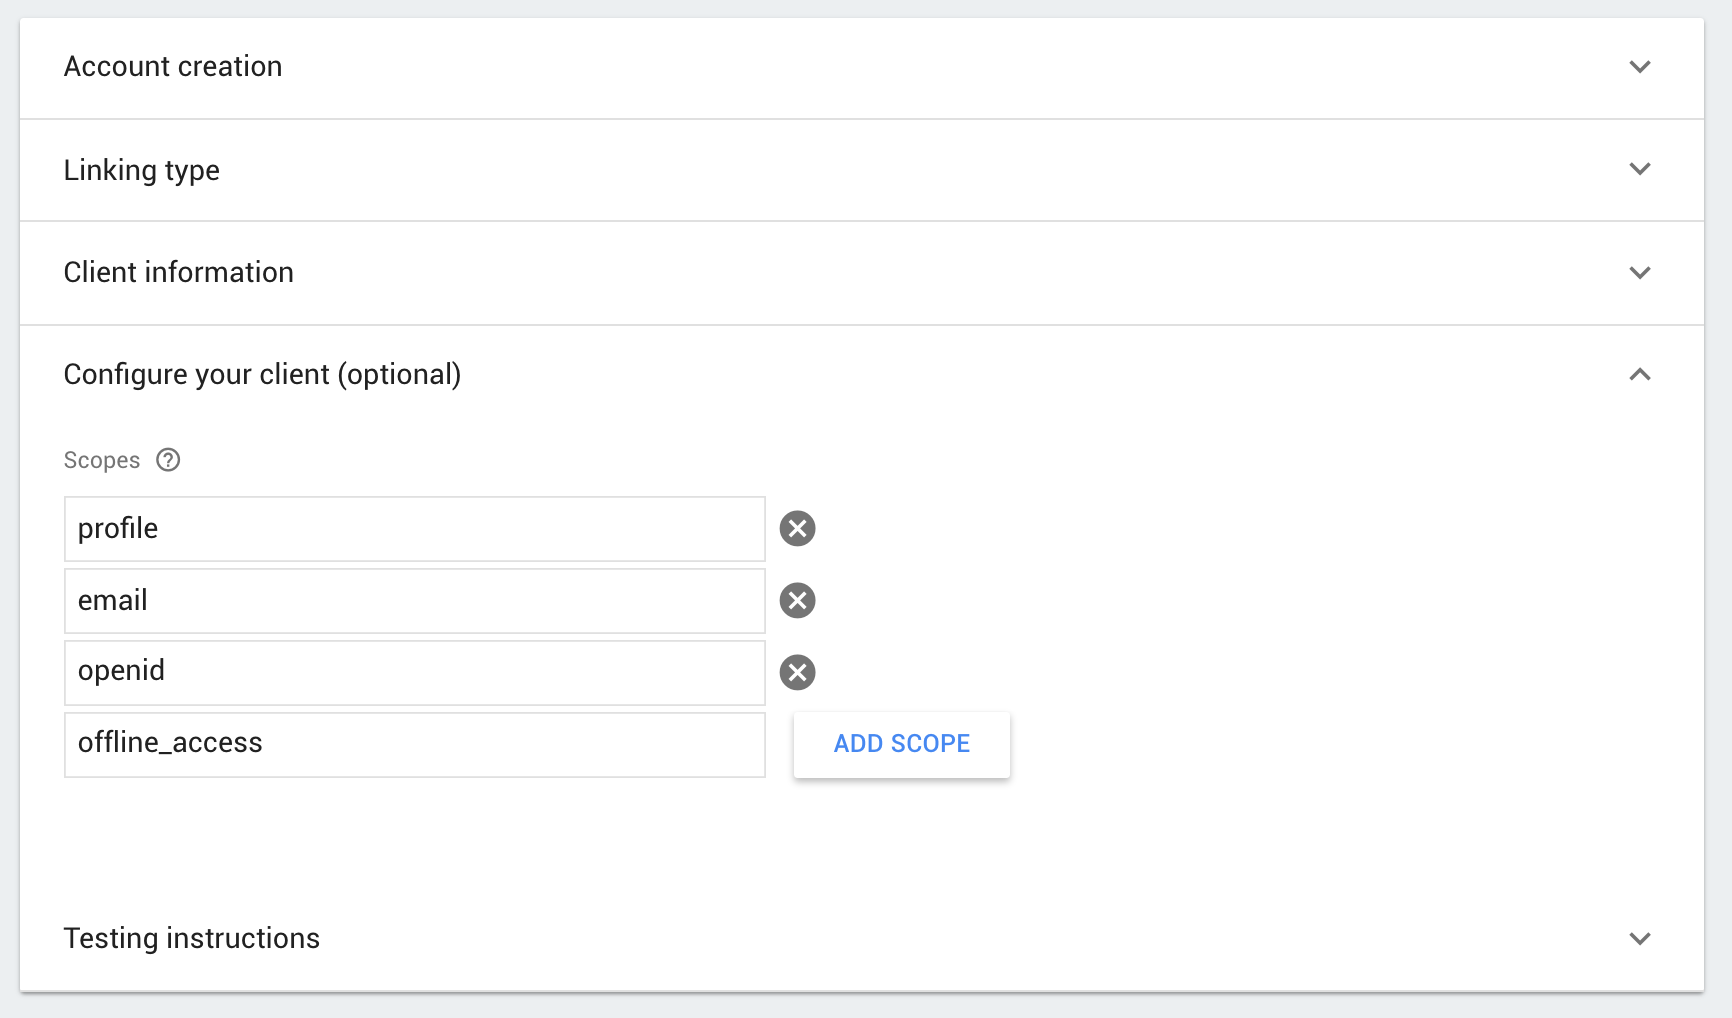 Account creation
Linking type
Client information
Configure your client (optional)
Scopes
profile
email
openid
offline_access
ADD SCOPE
Testing instructions